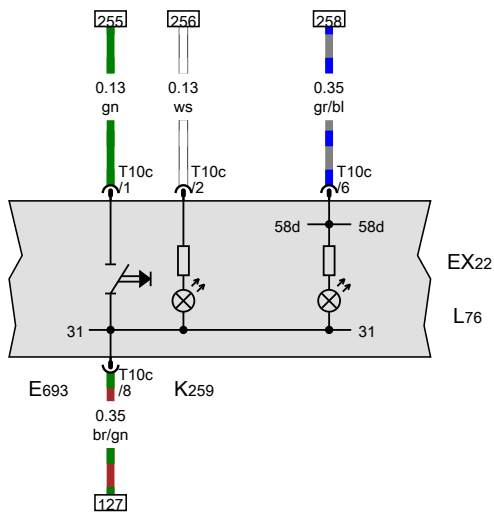 255 256 258
0.13 0.13 0.35
gn ws gr/bl
T10c T10c T10c
/1 /2 /6
58d 58d
EX22
L76
31 31
T10c
/8
E693 K259
0.35
br/gn
127